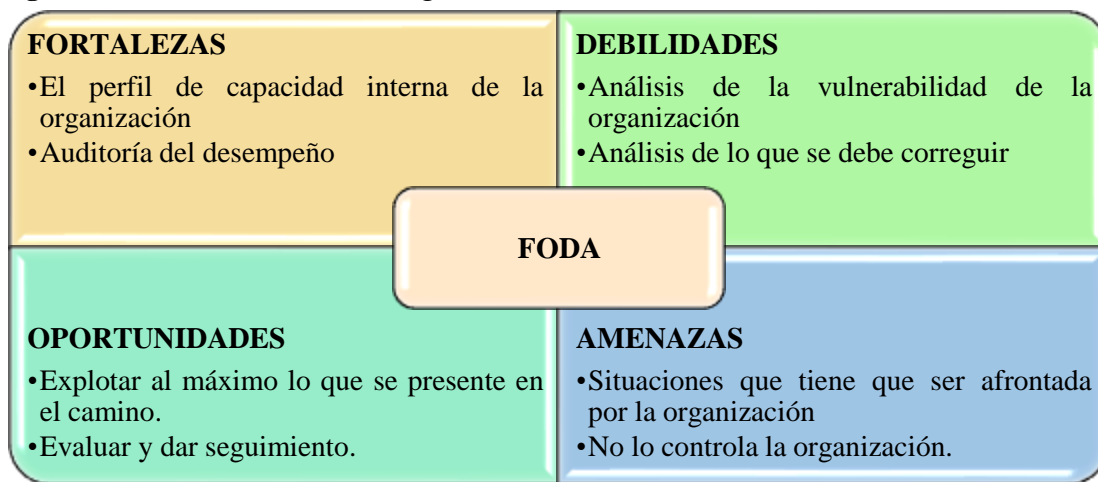 FORTALEZAS
•El perfil de capacidad interna de la
organización
•Auditoría del desempeño
DEBILIDADES
•Análisis de la vulnerabilidad de la
organización
•Análisis de lo que se debe correguir
FODA
OPORTUNIDADES
•Explotar al máximo lo que se presente en
el camino.
•Evaluar y dar seguimiento.
AMENAZAS
•Situaciones que tiene que ser afrontada
por la organización
•No lo controla la organización.